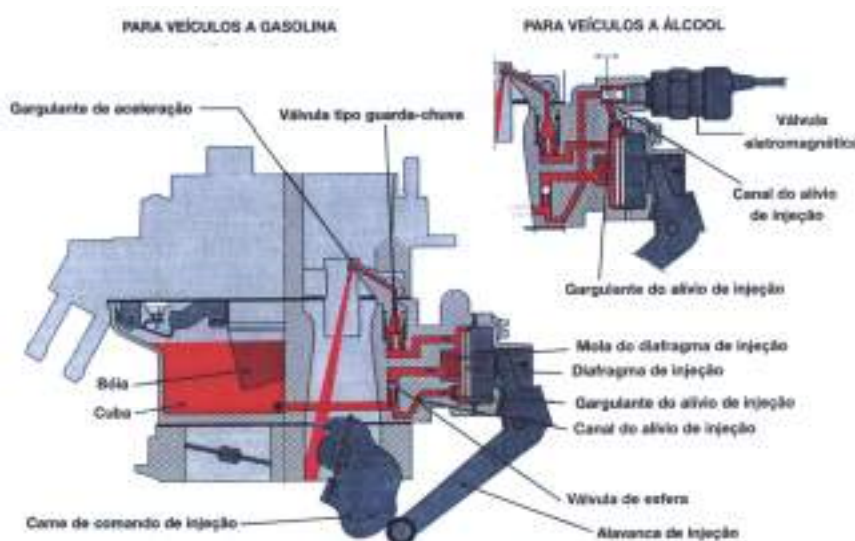 PARA VEÍCULOS A GASOLINA
PARA VEÍCULOS A ÁLCOOL
Gargulante de aceleração
Válvula tipo guarda-chuva
Válvula
eletromagnética
Canal do alívio
de injeção
Gargulante do alívio de injeção
Mola do diafragma de injeção
Diafragma de injeção
Gargulante do alívio de injeção
Canal do alívio de injeção
Bóia
Cuba
Válvula de esfera
Came de comando de injeção
Alavanca de Injeção